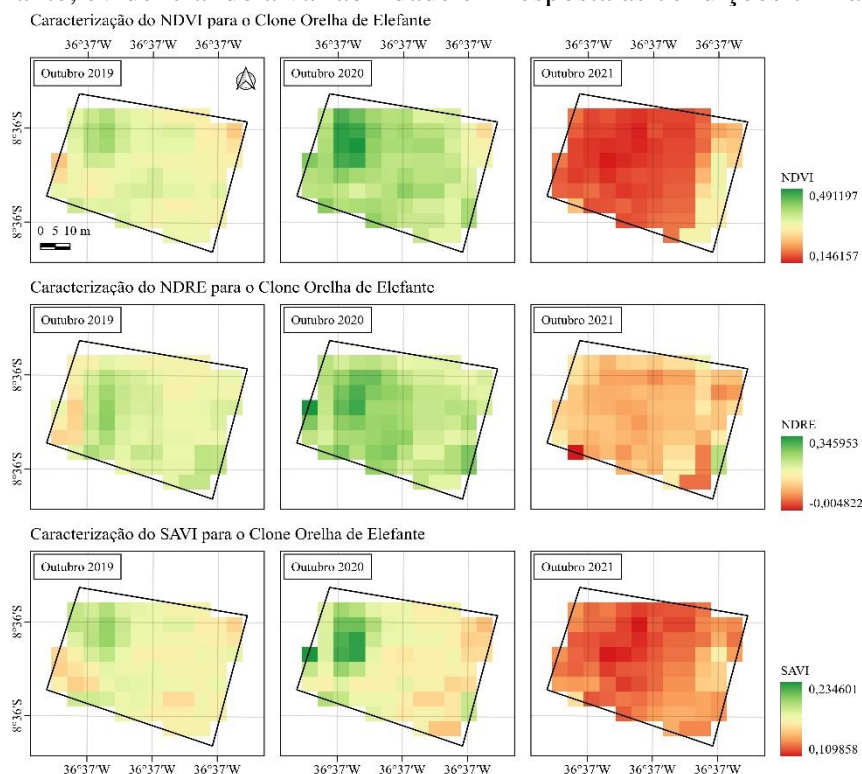 Caracterização do NDVI para o Clone Orelha de Elefante
36°37'W 36°37'W 36°37'W 36°37'W 36°37'W 36°37'W 36°37'W 36°37'W 36°37'W
Outubro 2019 Outubro 2020 Outubro 2021
8°36'S
8°36'S
0 5 10 m
NDVI
0,491197
0,146157
Caracterização do NDRE para o Clone Orelha de Elefante
Outubro 2019 Outubro 2020 Outubro 2021
8°36'S
8°36'S
NDRE
0,345953
-0,004822
Caracterização do SAVI para o Clone Orelha de Elefante
Outubro 2019 Outubro 2020 Outubro 2021
8°36'S
8°36'S
SAVI
0,234601
0,109858
36°37'W 36°37'W 36°37'W 36°37'W 36°37'W 36°37'W 36°37'W 36°37'W 36°37'W